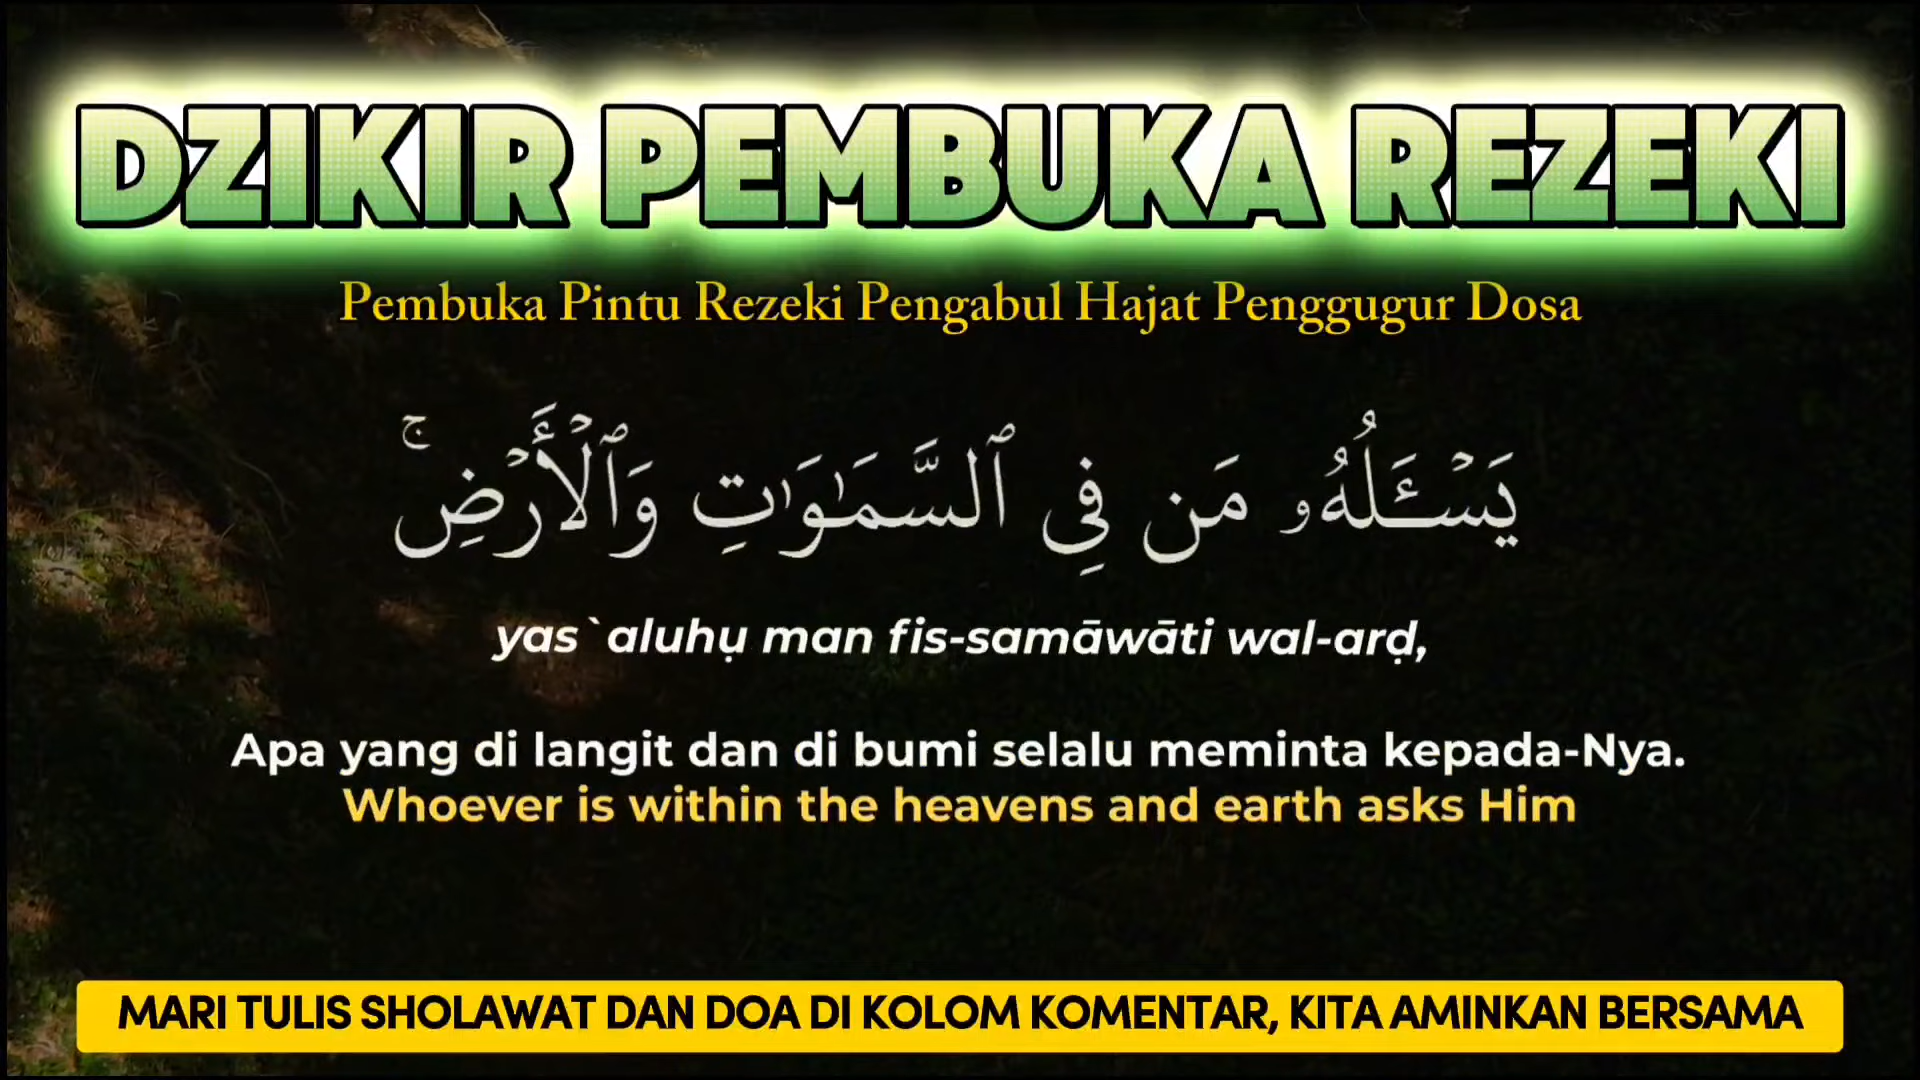 DZIKIR PEMBUKA REZEKI
Pembuka Pintu Rezeki Pengabul Hajat Penggugur Dosa
يَسْـَٔلُهُۥ مَن فِى ٱلسَّمَـٰوَٰتِ وَٱلْأَرْضِ ۚ
yas`aluhụ man fis-samāwāti wal-arḍ,
Apa yang di langit dan di bumi selalu meminta kepada-Nya.
Whoever is within the heavens and earth asks Him
MARI TULIS SHOLAWAT DAN DOA DI KOLOM KOMENTAR, KITA AMINKAN BERSAMA